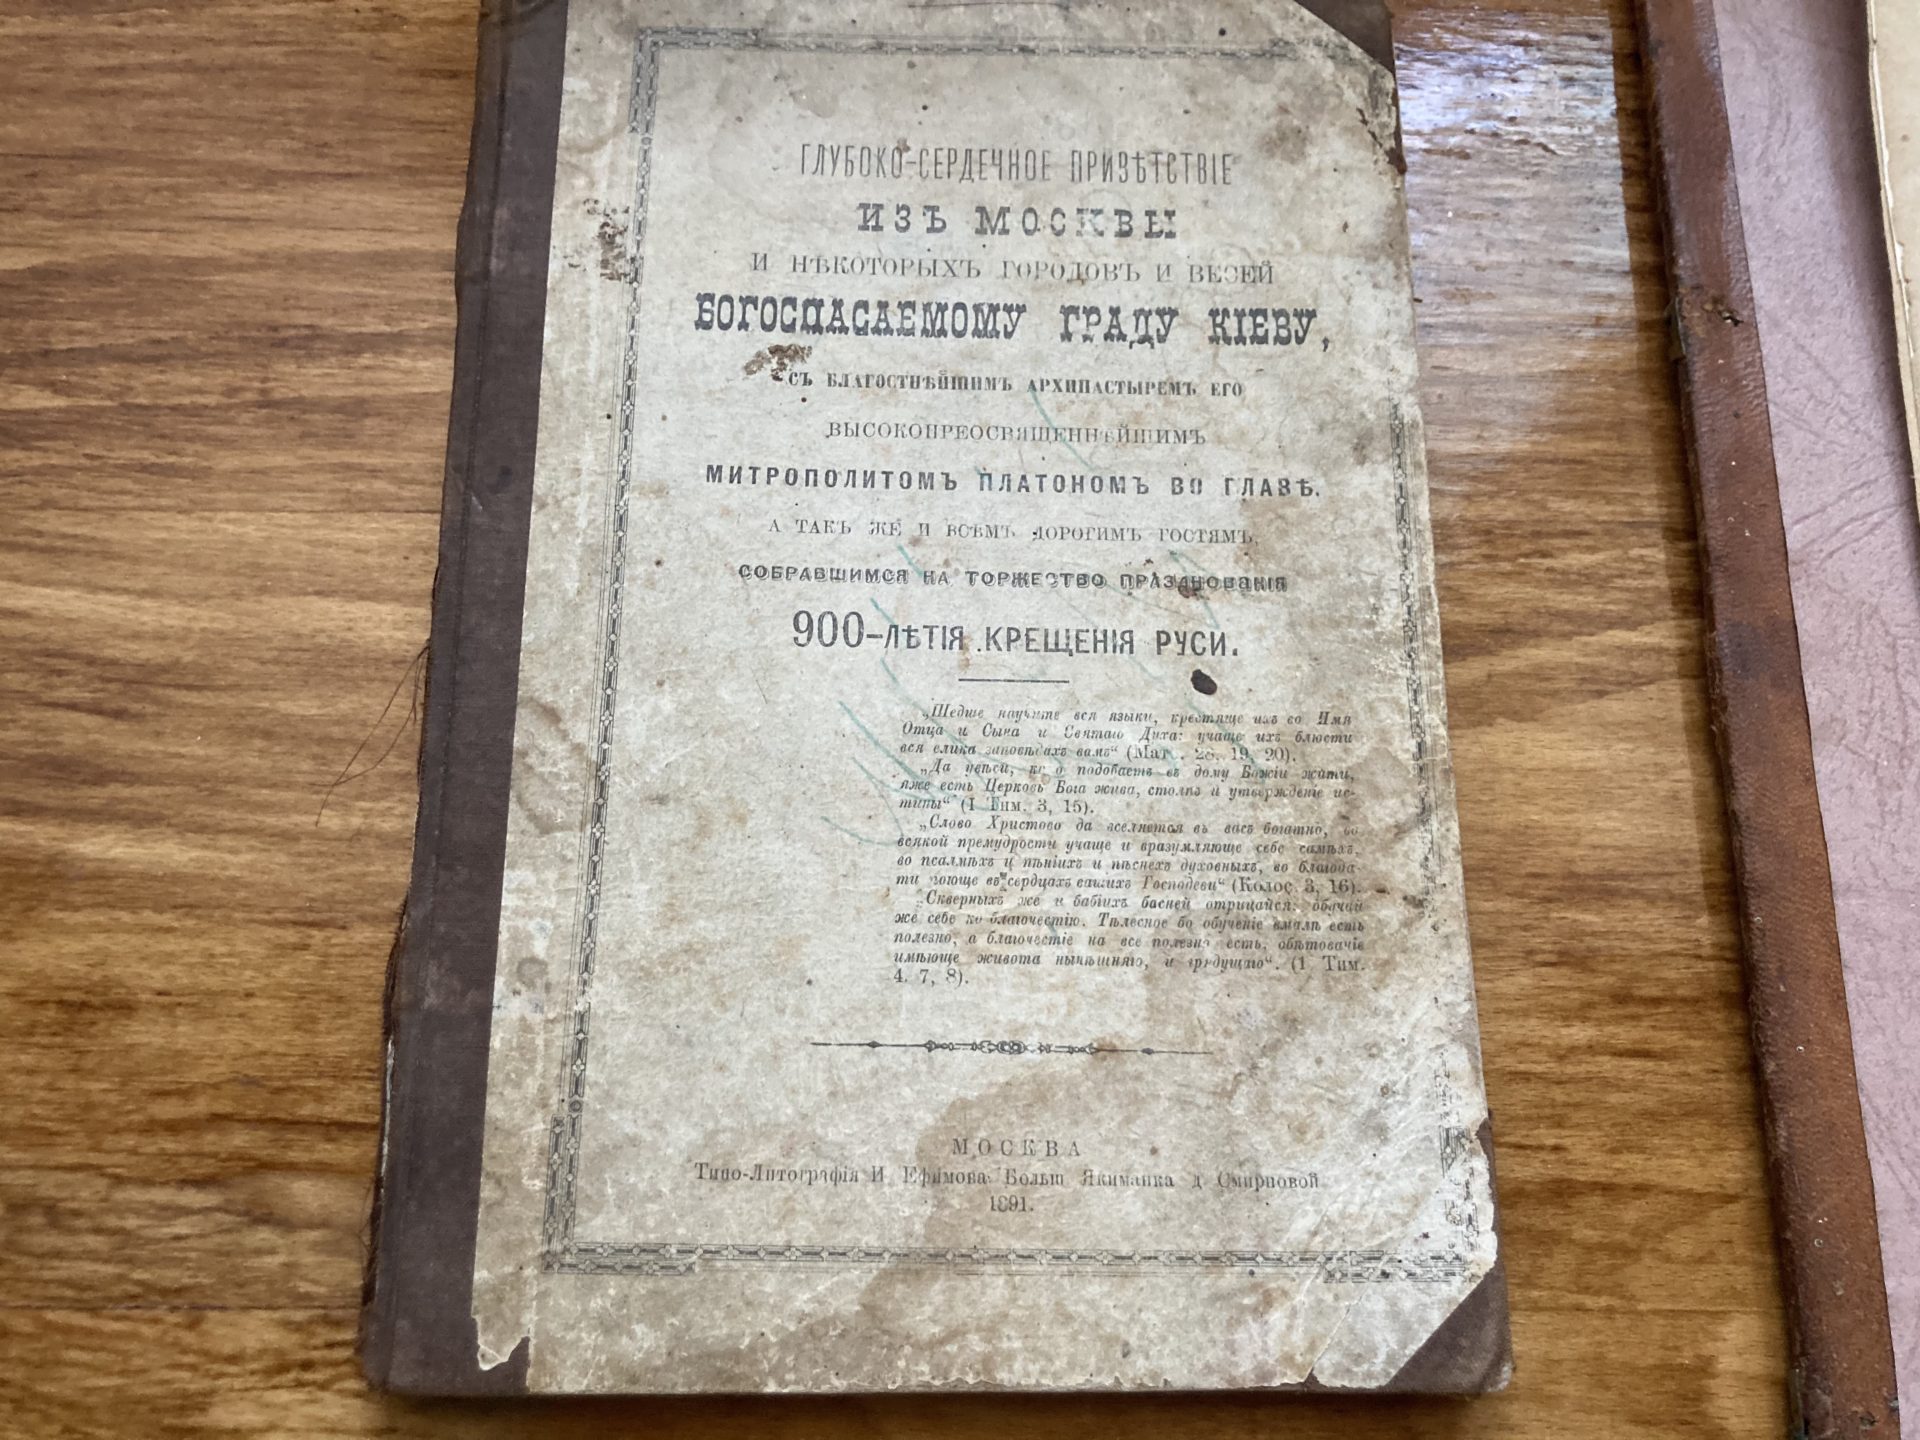 ГЛУБОКО-СЕРДЕЧНОЕ ПРИВѢТСТВІЕ
ИЗЪ МОСКВЫ
И НѢКОТОРЫХЪ ГОРОДОВЪ И ВЕСЕЙ
БОГОСПАСАЕМОМУ ГРАДУ КІЕВУ,
СЪ БЛАГОСТНѢЙШИМЪ АРХИПАСТЫРЕМЪ ЕГО
ВЫСОКОПРЕОСВЯЩЕННѢЙШИМЪ
МИТРОПОЛИТОМЪ ПЛАТОНОМЪ ВО ГЛАВѢ.
А ТАКЪ ЖЕ И ВСѢМЪ ДОРОГИМЪ ГОСТЯМЪ,
СОБРАВШИМСЯ НА ТОРЖЕСТВО ПРАЗДНОВАНІЯ
900-ЛѢТІЯ КРЕЩЕНІЯ РУСИ.
„Шедше научите вся языки, крестяще ихъ во Имя
Отца и Сына и Святаго Духа: учаще ихъ блюсти
вся елика заповѣдахъ вамъ“ (Мат. 28, 19, 20).
„Да увѣси, како подобаетъ въ дому Божіи жити,
яже есть Церковь Бога жива, столпъ и утвержденіе ис-
тины“ (1 Тим. 3, 15).
„Слово Христово да вселяется въ васъ богатно, во
всякой премудрости учаще и вразумляюще себе самѣхъ,
во псалмѣхъ и пѣніихъ и пѣснехъ духовныхъ, во благода-
ти поюще въ сердцахъ вашихъ Господеви“ (Колос. 3, 16).
„Скверныхъ же и бабіихъ басней отрицайся: обучай
же себе ко благочестію. Тѣлесное бо обученіе вмалѣ есть
полезно, а благочестіе на все полезно есть, обѣтованіе
имѣюще живота нынѣшняго, и грядущаго“. (1 Тим.
4. 7, 8).
МОСКВА
Типо-Литографія И Ефимова Больш Якиманка д Смирновой
1891.